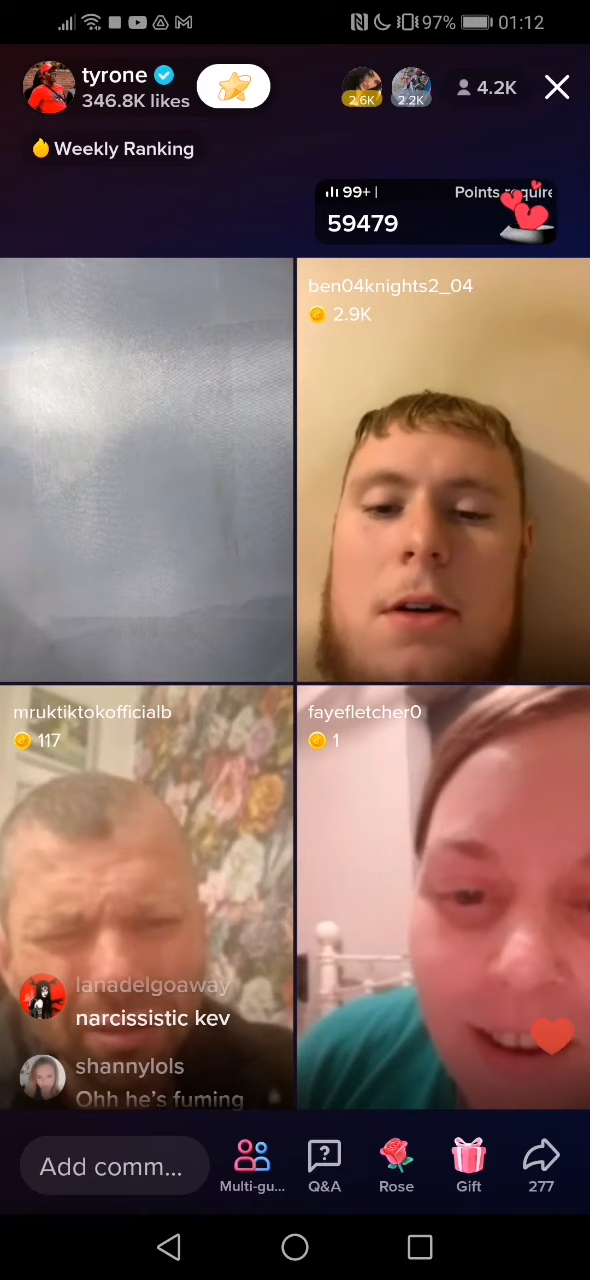 97% 01:12
tyrone
346.8K likes
2.6K
2.2K
4.2K
Weekly Ranking
99+
Points require
59479
ben04knights2_04
2.9K
mruktiktokofficialb
117
fayefletcher0
1
lanadelgoaway
narcissistic kev
shannylols
Ohh he's fuming
Add comm...
Multi-gu...
Q&A
Rose
Gift
277